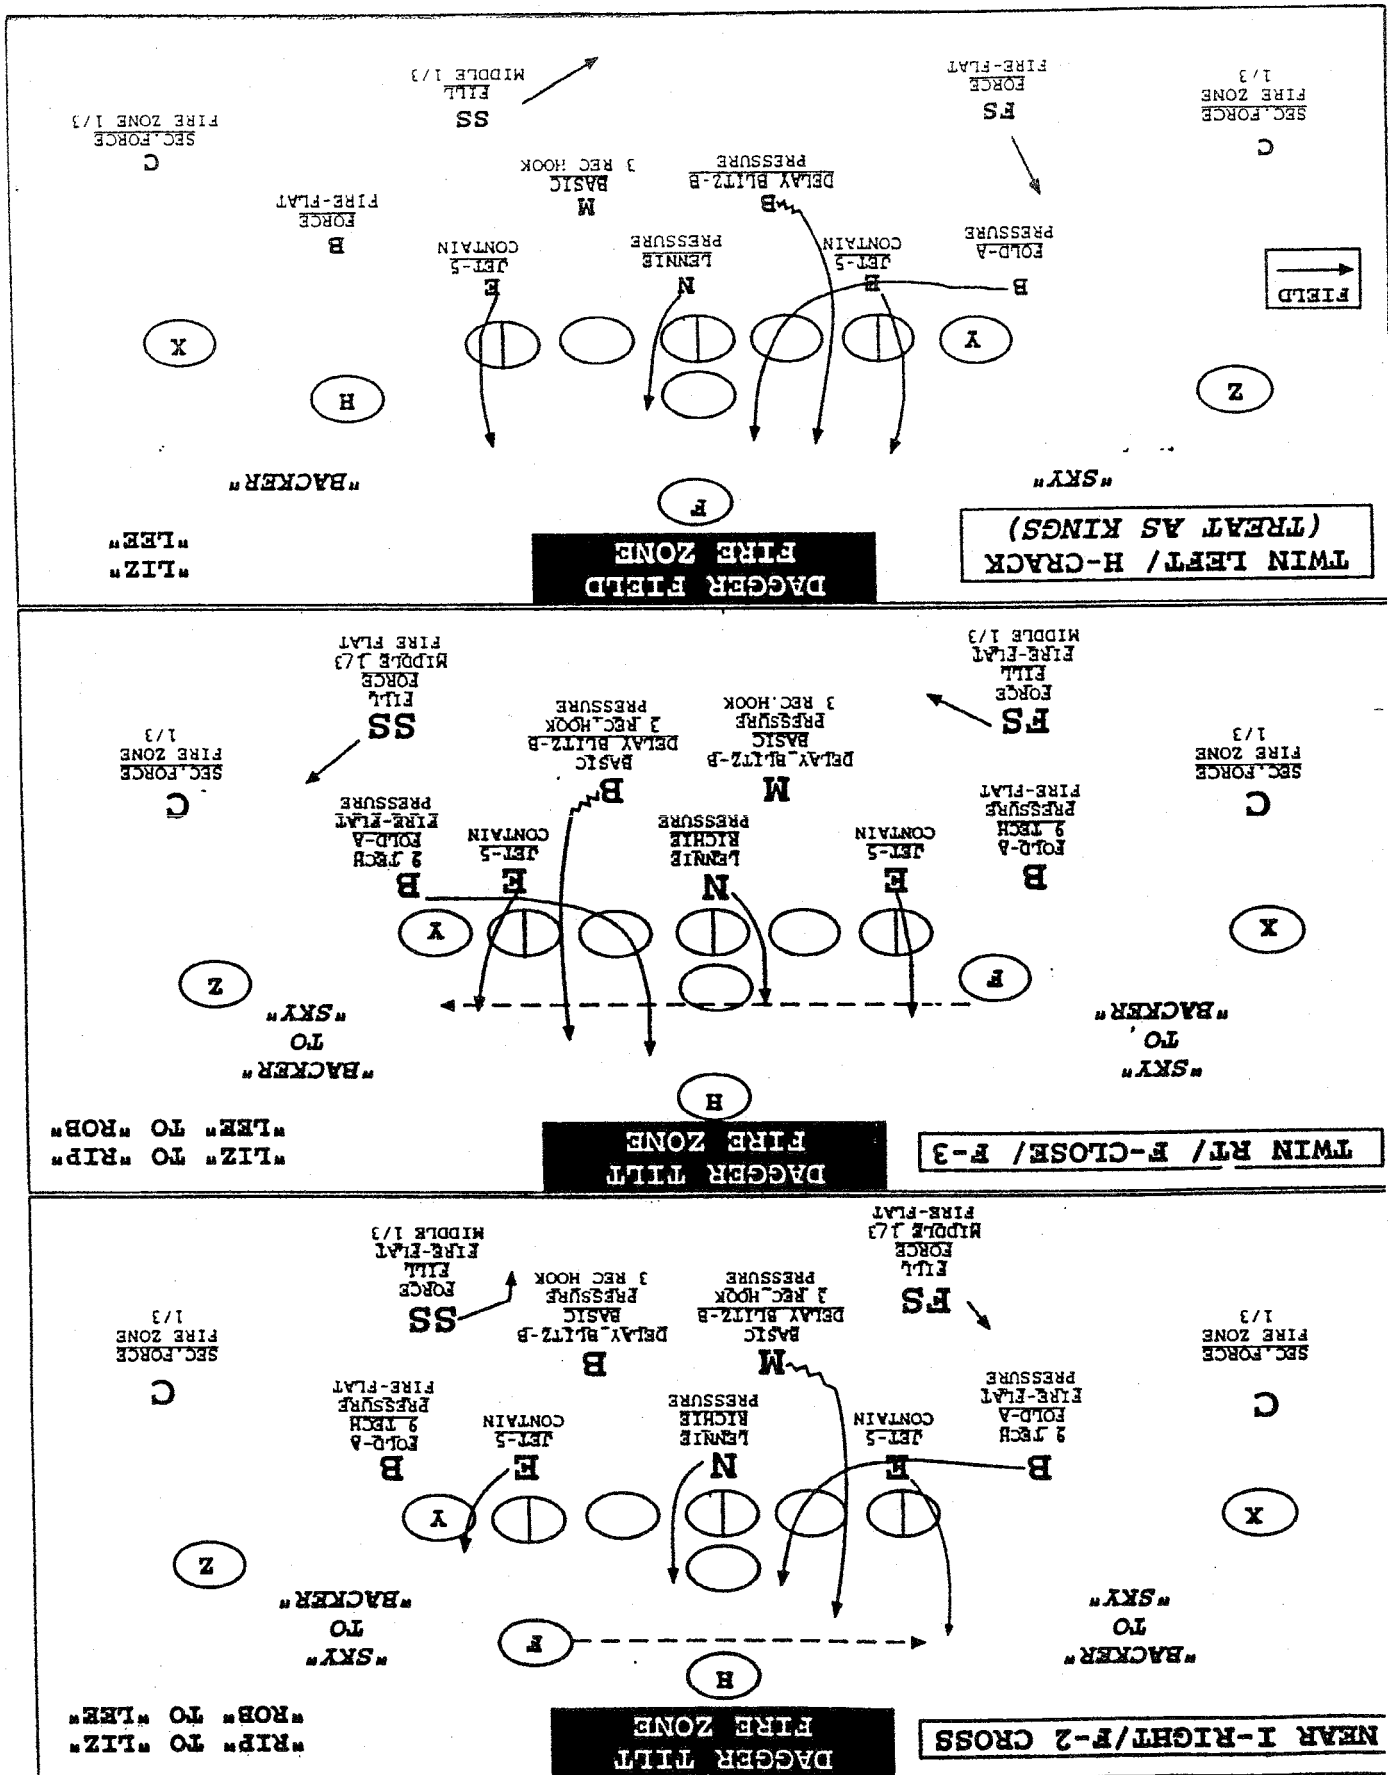 NEAR I-RIGHT/F-2 CROSS
DAGGER TILT
FIRE ZONE
"RIP" TO "LIZ"
"ROB" TO "LEE"
"BACKER"
TO
"SKY"
H
F
"SKY"
TO
"BACKER"
Z
X
Y
B
9 TECH
FOLD-A
FIRE-FLAT
PRESSURE
E
JET-5
CONTAIN
N
LENNIE
RICHIE
PRESSURE
E
JET-5
CONTAIN
B
FOLD-A
9 TECH
PRESSURE
FIRE-FLAT
C
SEC.FORCE
FIRE ZONE
1/3
M
BASIC
DELAY BLITZ-B
3 REC HOOK
PRESSURE
B
DELAY BLITZ-B
BASIC
PRESSURE
3 REC HOOK
C
SEC.FORCE
FIRE ZONE
1/3
FS
FILL
FORCE
MIDDLE 1/3
FIRE-FLAT
SS
FORCE
FILL
FIRE-FLAT
MIDDLE 1/3
TWIN RT/ F-CLOSE/ F-3
DAGGER TILT
FIRE ZONE
"LIZ" TO "RIP"
"LEE" TO "ROB"
"SKY"
TO
"BACKER"
H
"BACKER"
TO
"SKY"
X
F
Y
Z
B
FOLD-A
9 TECH
PRESSURE
FIRE-FLAT
E
JET-5
CONTAIN
N
LENNIE
RICHIE
PRESSURE
E
JET-5
CONTAIN
B
9 TECH
FOLD-A
FIRE-FLAT
PRESSURE
C
SEC.FORCE
FIRE ZONE
1/3
M
DELAY BLITZ-B
BASIC
PRESSURE
3 REC.HOOK
B
BASIC
DELAY BLITZ-B
3 REC.HOOK
PRESSURE
C
SEC.FORCE
FIRE ZONE
1/3
FS
FORCE
FILL
FIRE-FLAT
MIDDLE 1/3
SS
FILL
FORCE
MIDDLE 1/3
FIRE FLAT
TWIN LEFT/ H-CRACK
(TREAT AS KINGS)
DAGGER FIELD
FIRE ZONE
"LIZ"
"LEE"
"SKY"
F
"BACKER"
Z
H
Y
X
FIELD
B
FOLD-A
PRESSURE
E
JET-5
CONTAIN
N
LENNIE
PRESSURE
E
JET-5
CONTAIN
B
FORCE
FIRE-FLAT
B
DELAY BLITZ-B
PRESSURE
M
BASIC
3 REC HOOK
C
SEC.FORCE
FIRE ZONE
1/3
FS
FORCE
FIRE-FLAT
SS
FILL
MIDDLE 1/3
C
SEC.FORCE
FIRE ZONE 1/3